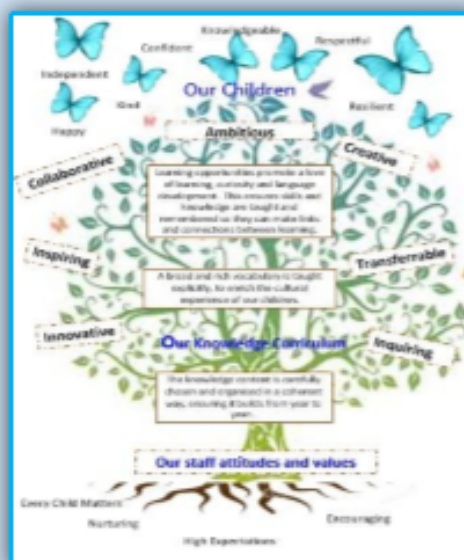 Knowledgeable
Confident
Respectful
Independent
Our Children
Kind
Resilient
Happy
Ambitious
Collaborative
Creative
Learning opportunities promote a love
of learning, curiosity and language
development. This ensures skills and
knowledge are taught and
remembered so they can make links
and connections between learning.
Inspiring
Transferrable
A broad and rich vocabulary is taught
explicitly, to enrich the cultural
experience of our children.
Innovative
Our Knowledge Curriculum
Inquiring
The knowledge content is carefully
chosen and organised in a coherent
way, ensuring it builds from year to
year.
Our staff attitudes and values
Every Child Matters
Nurturing
Encouraging
High Expectations